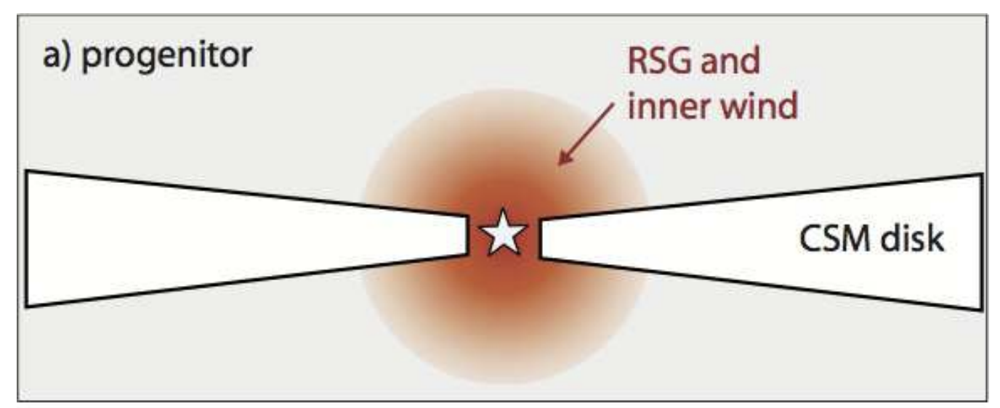 a) progenitor
RSG and
inner wind
CSM disk